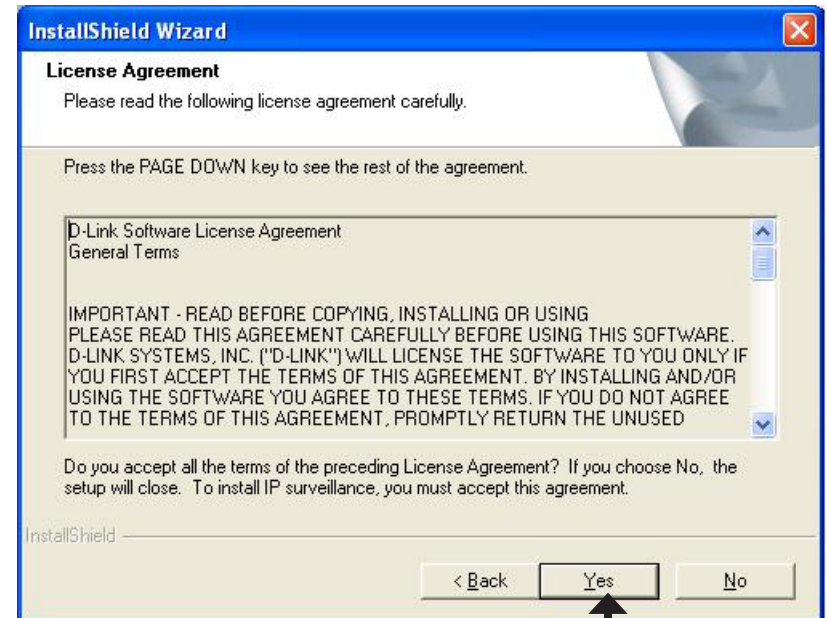 InstallShield Wizard
License Agreement
Please read the following license agreement carefully.
Press the PAGE DOWN key to see the rest of the agreement.
D-Link Software License Agreement
General Terms
IMPORTANT - READ BEFORE COPYING, INSTALLING OR USING
PLEASE READ THIS AGREEMENT CAREFULLY BEFORE USING THIS SOFTWARE.
D-LINK SYSTEMS, INC. ("D-LINK") WILL LICENSE THE SOFTWARE TO YOU ONLY IF
YOU FIRST ACCEPT THE TERMS OF THIS AGREEMENT. BY INSTALLING AND/OR
USING THE SOFTWARE YOU AGREE TO THESE TERMS. IF YOU DO NOT AGREE
TO THE TERMS OF THIS AGREEMENT, PROMPTLY RETURN THE UNUSED
Do you accept all the terms of the preceding License Agreement? If you choose No, the
setup will close. To install IP surveillance, you must accept this agreement.
InstallShield
< Back Yes No